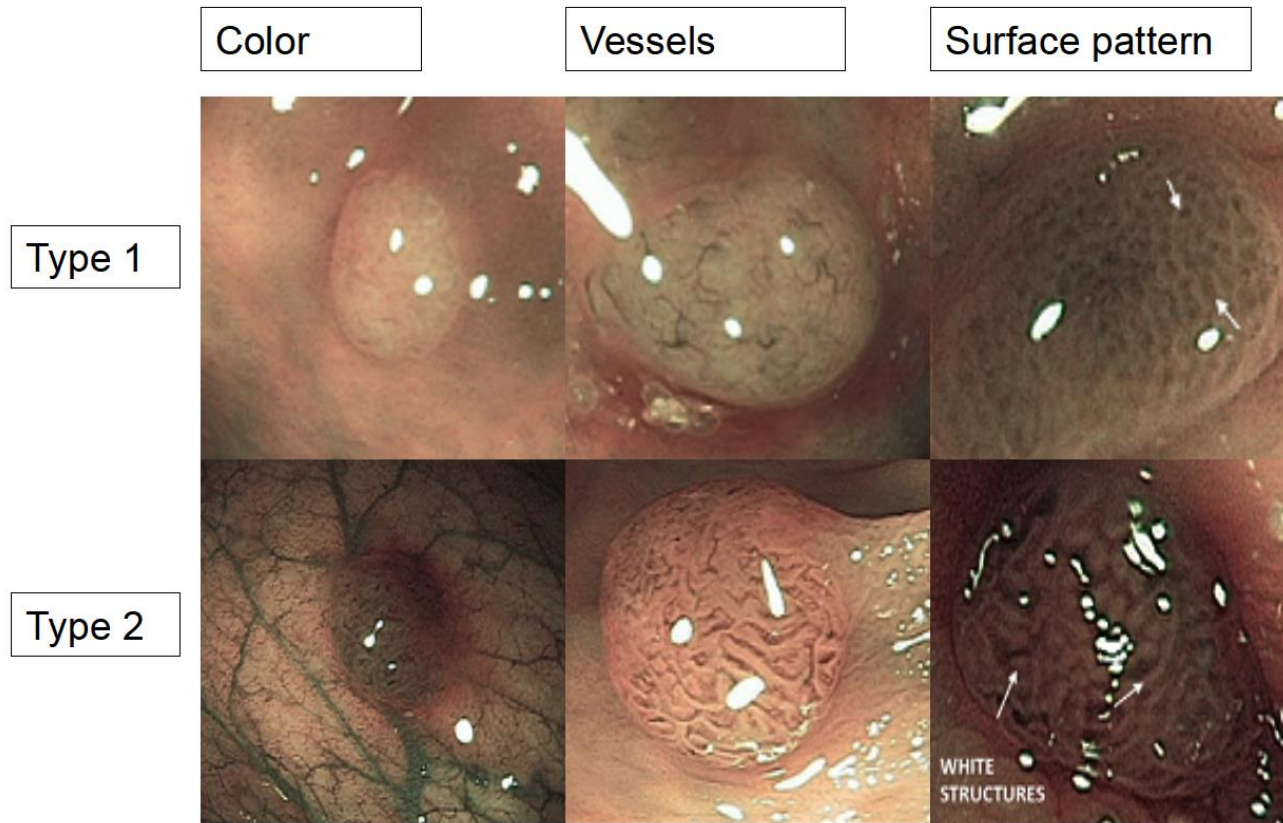 Color
Vessels
Surface pattern
Type 1
Type 2
WHITE
STRUCTURES